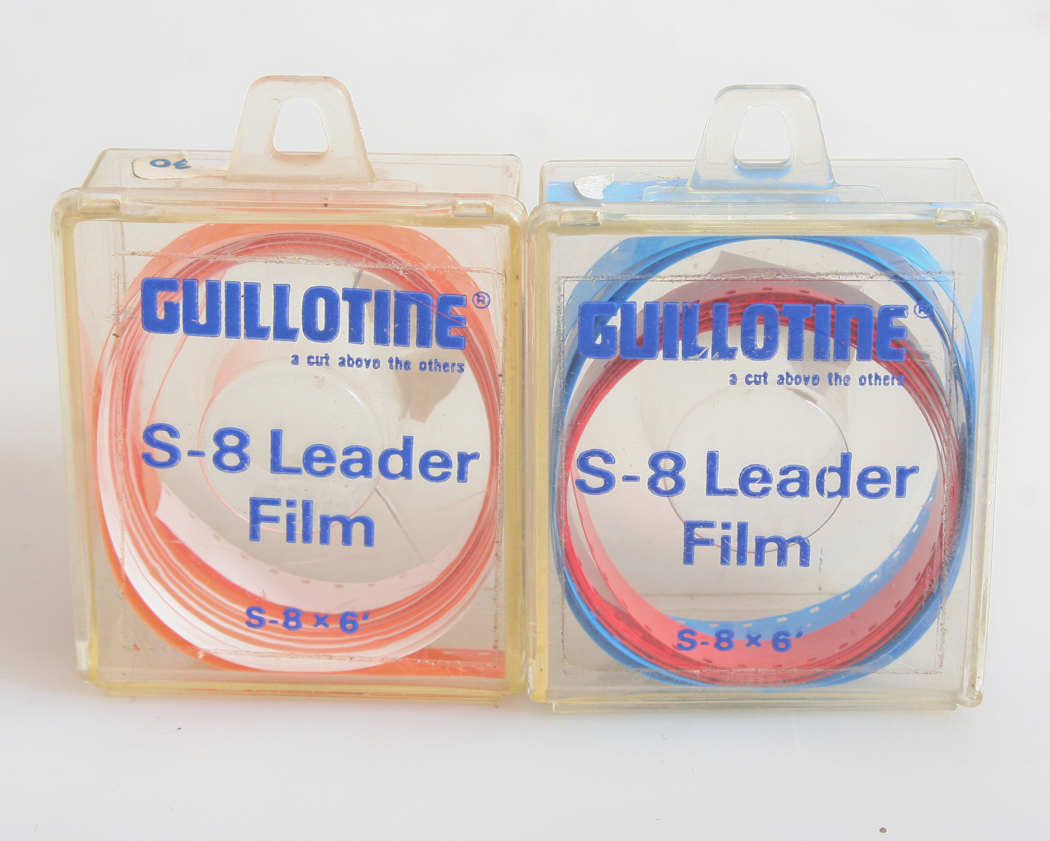 30
GUILLOTINE®
a cut above the others
S-8 Leader
Film
S-8 × 6'
GUILLOTINE®
a cut above the others
S-8 Leader
Film
S-8 × 6'